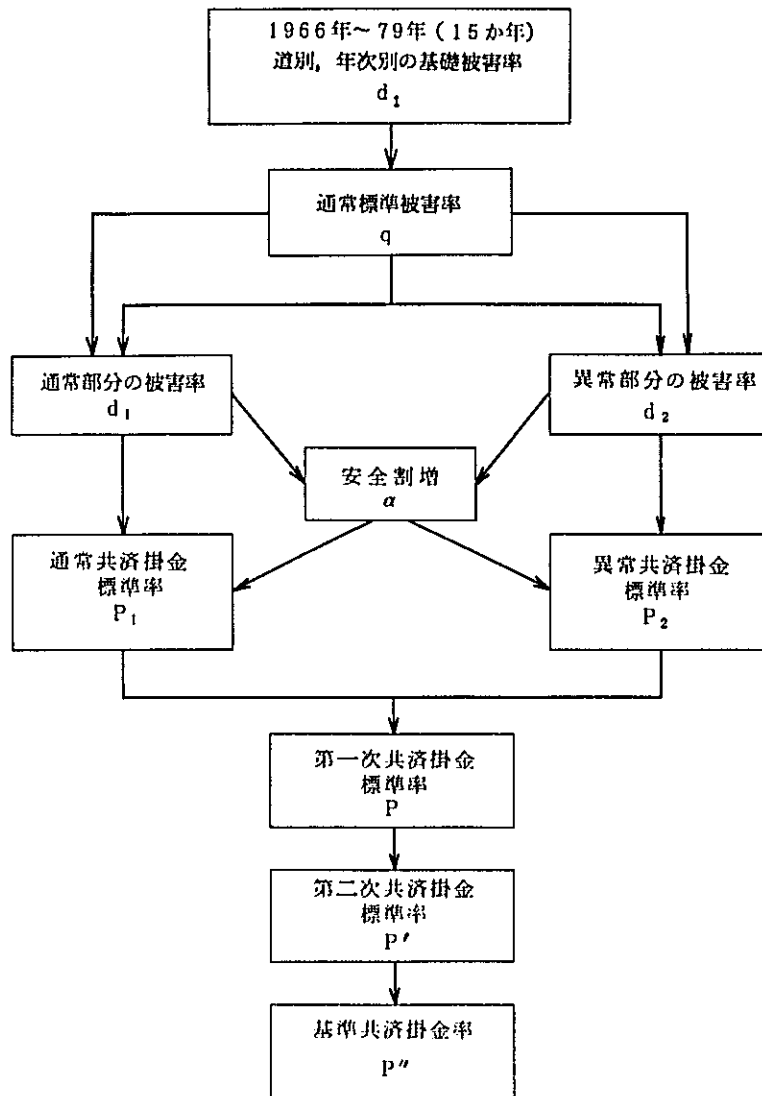 1966年～79年(15か年)
道別，年次別の基礎被害率
d₁
通常標準被害率
q
通常部分の被害率
d₁
異常部分の被害率
d₂
安全割増
α
通常共済掛金
標準率
P₁
異常共済掛金
標準率
P₂
第一次共済掛金
標準率
P
第二次共済掛金
標準率
P′
基準共済掛金率
P″